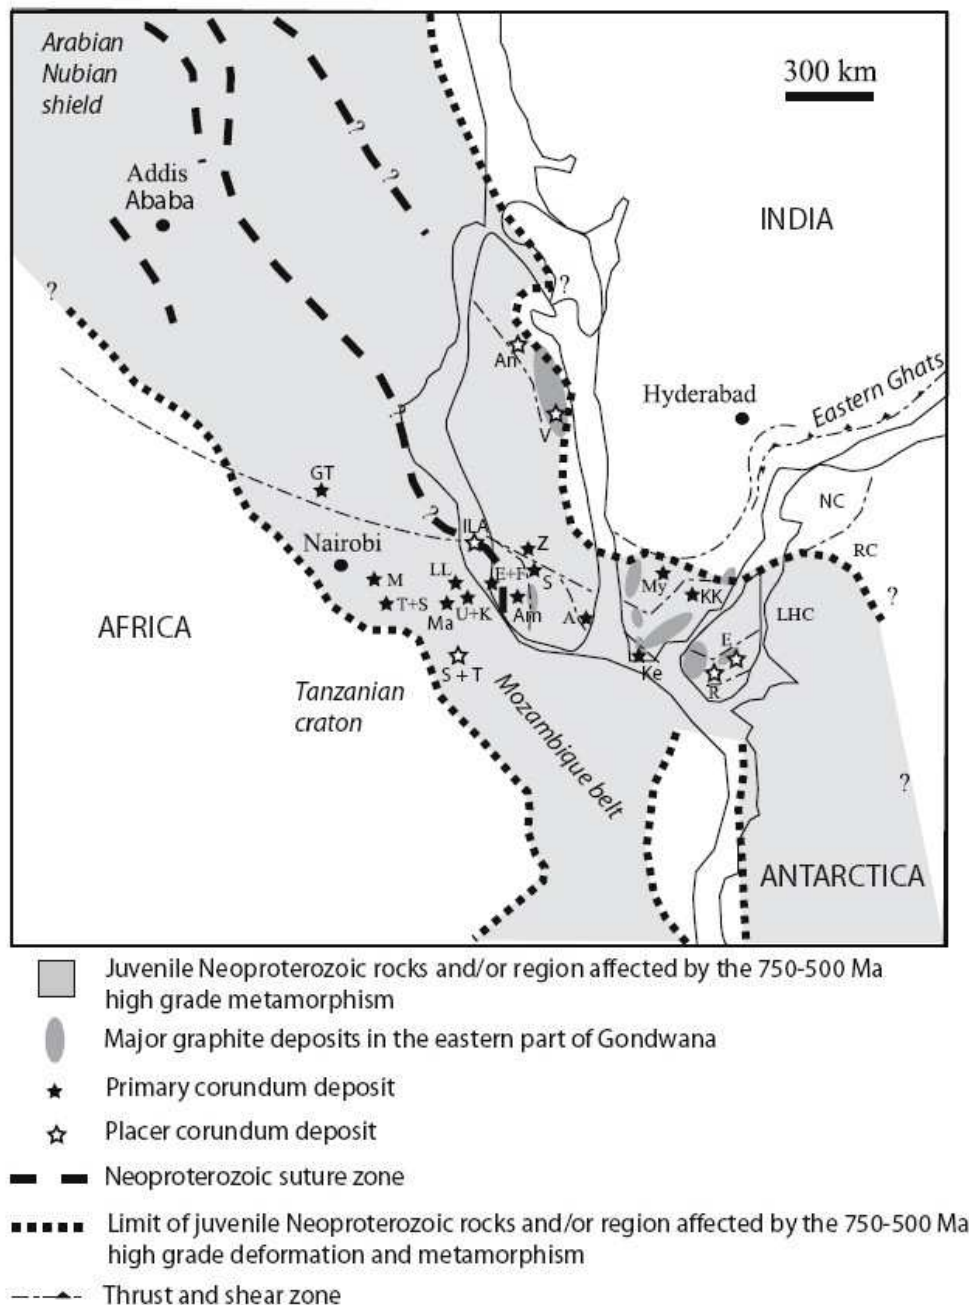 Arabian
Nubian
shield
300 km
?
Addis
Ababa
?
INDIA
?
?
An
Hyderabad
Eastern Ghats
V
?
GT
?
NC
ILA
Nairobi
Z
RC
M
LL
E+F
S
My
KK
?
T+S
U+K
Ma
Am
A
LHC
AFRICA
E
S + T
Ke
R
Tanzanian
craton
Mozambique belt
?
ANTARCTICA
Juvenile Neoproterozoic rocks and/or region affected by the 750-500 Ma
high grade metamorphism
Major graphite deposits in the eastern part of Gondwana
Primary corundum deposit
Placer corundum deposit
Neoproterozoic suture zone
Limit of juvenile Neoproterozoic rocks and/or region affected by the 750-500 Ma
high grade deformation and metamorphism
Thrust and shear zone